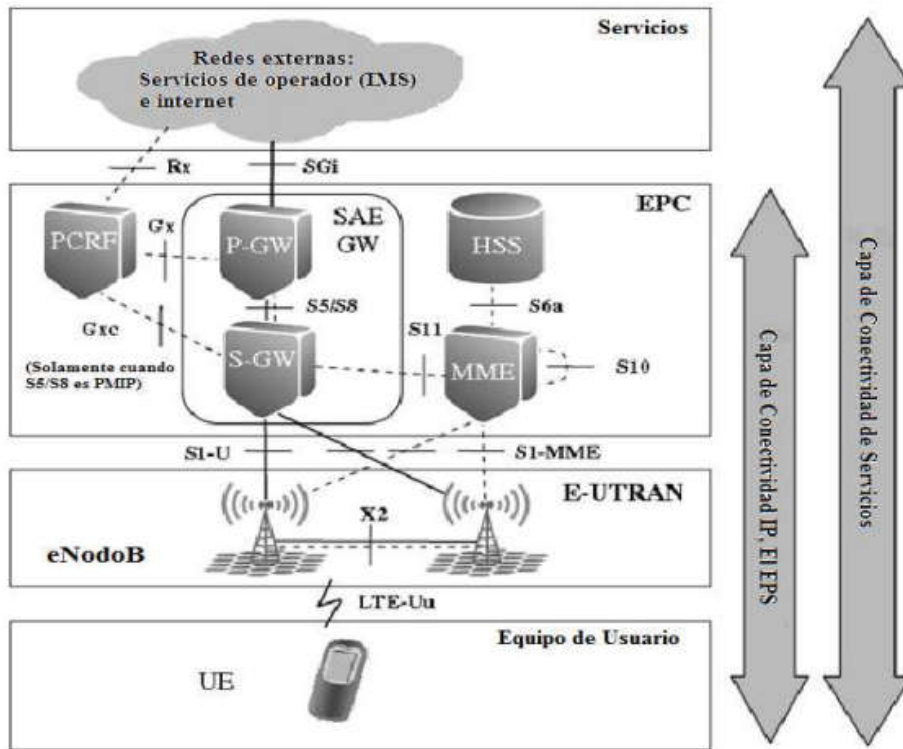 Servicios
Redes externas:
Servicios de operador (IMS)
e internet
Rx
SGi
EPC
PCRF
Gx
P-GW
SAE
GW
HSS
S5/S8
S6a
Gxc
S-GW
S11
MME
S10
(Solamente cuando
S5/S8 es PMIP)
S1-U
S1-MME
E-UTRAN
X2
eNodoB
LTE-Uu
Equipo de Usuario
UE
Capa de Conectividad IP, El EPS
Capa de Conectividad de Servicios